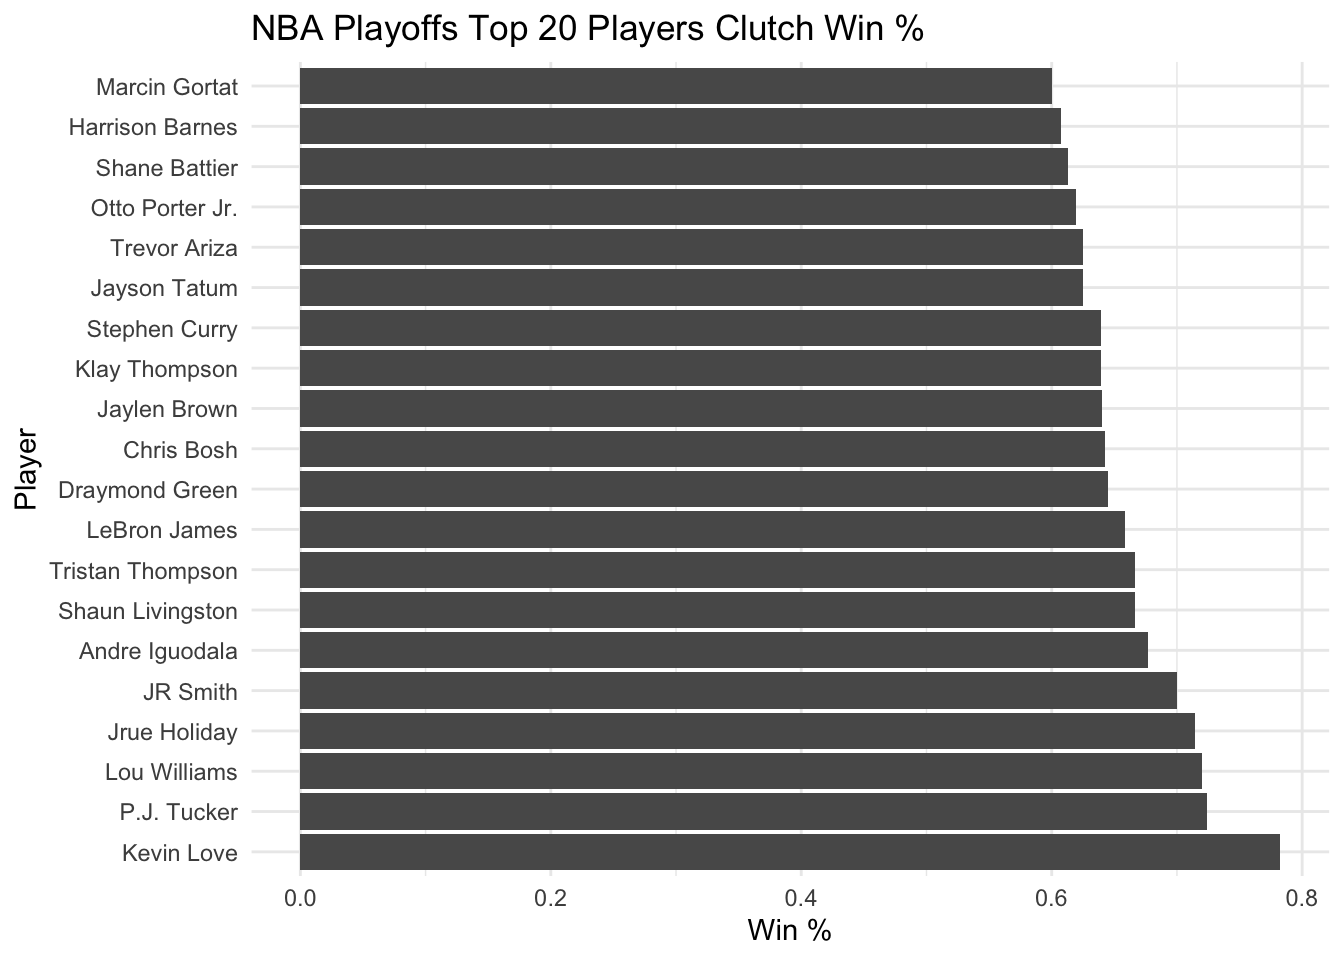 NBA Playoffs Top 20 Players Clutch Win %
Player
Marcin Gortat
Harrison Barnes
Shane Battier
Otto Porter Jr.
Trevor Ariza
Jayson Tatum
Stephen Curry
Klay Thompson
Jaylen Brown
Chris Bosh
Draymond Green
LeBron James
Tristan Thompson
Shaun Livingston
Andre Iguodala
JR Smith
Jrue Holiday
Lou Williams
P.J. Tucker
Kevin Love
0.0 0.2 0.4 0.6 0.8
Win %